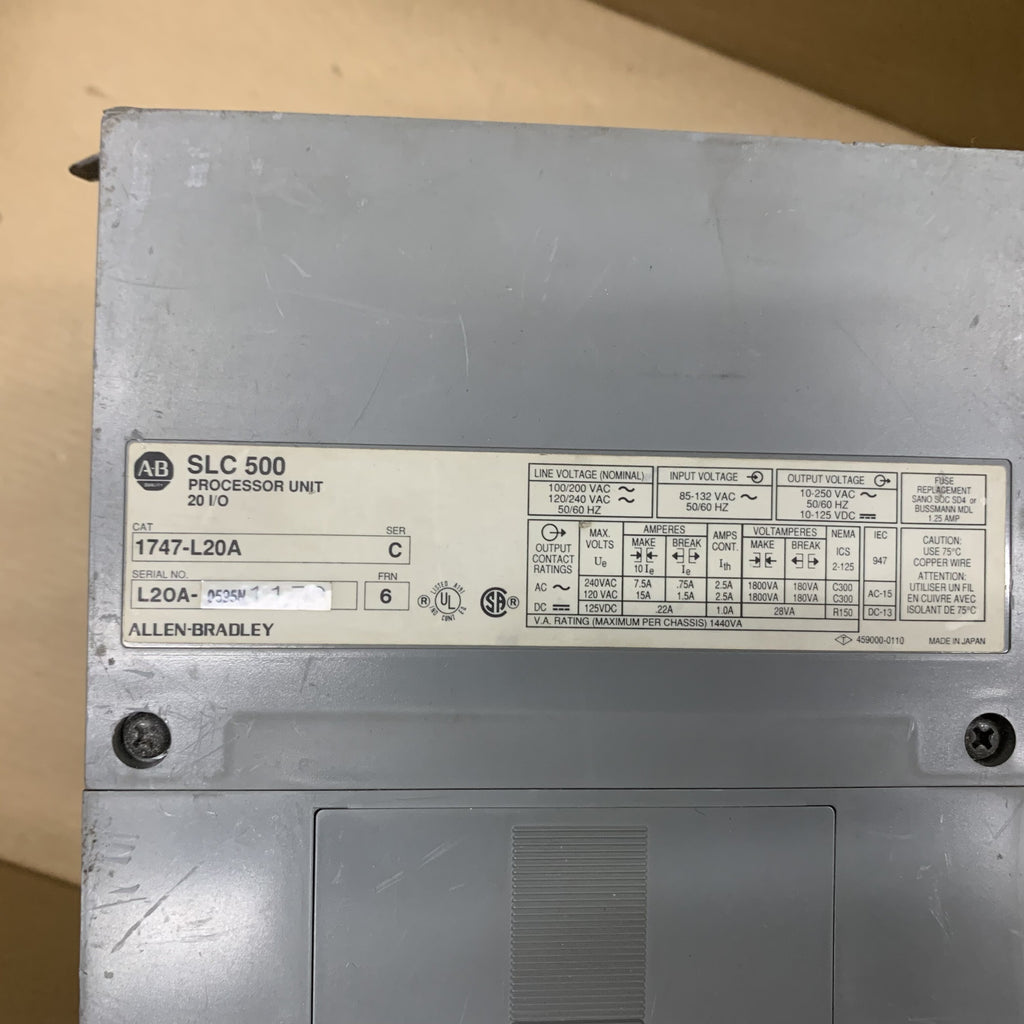 AB
QUALITY
SLC 500
PROCESSOR UNIT
20 I/O
CAT
SER
1747-L20A
C
SERIAL NO.
FRN
L20A-
6
ALLEN-BRADLEY
LISTED
UL
IND CONT EQ
SA
LINE VOLTAGE (NOMINAL)
100/200 VAC ~
120/240 VAC ~
50/60 HZ
INPUT VOLTAGE
85-132 VAC ~
50/60 HZ
OUTPUT VOLTAGE
10-250 VAC ~
50/60 HZ
10-125 VDC
FUSE
REPLACEMENT
SANO SOC SD4 or
BUSSMANN MDL
1.25 AMP
OUTPUT
CONTACT
RATINGS
MAX.
VOLTS
Ue
AMPERES
MAKE BREAK
10 Ie Ie
AMPS
CONT.
Ith
VOLTAMPERES
MAKE BREAK
NEMA
ICS
2-125
IEC
947
AC ~ 240VAC 7.5A .75A 2.5A 1800VA 180VA C300 AC-15
120 VAC 15A 1.5A 2.5A 1800VA 180VA C300
DC 125VDC .22A 1.0A 28VA R150 DC-13
V.A. RATING (MAXIMUM PER CHASSIS) 1440VA
CAUTION:
USE 75°C
COPPER WIRE
ATTENTION:
UTILISER UN FIL
EN CUIVRE AVEC
ISOLANT DE 75°C
T 459000-0110 MADE IN JAPAN